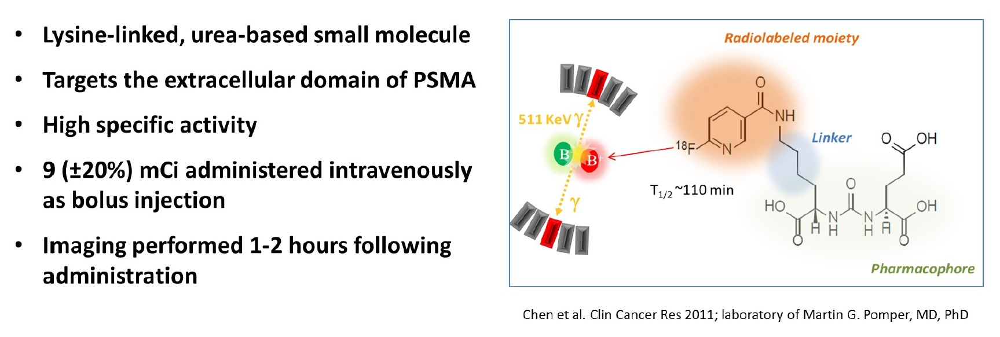 • Lysine-linked, urea-based small molecule
• Targets the extracellular domain of PSMA
• High specific activity
• 9 (±20%) mCi administered intravenously
as bolus injection
• Imaging performed 1-2 hours following
administration
Radiolabeled moiety
O
NH
511 KeV γ
Linker
O OH
18F
N
B⁻ B⁺
T1/2 ~110 min
O
HO
OH
N N
O H H H H O
γ
Pharmacophore
Chen et al. Clin Cancer Res 2011; laboratory of Martin G. Pomper, MD, PhD